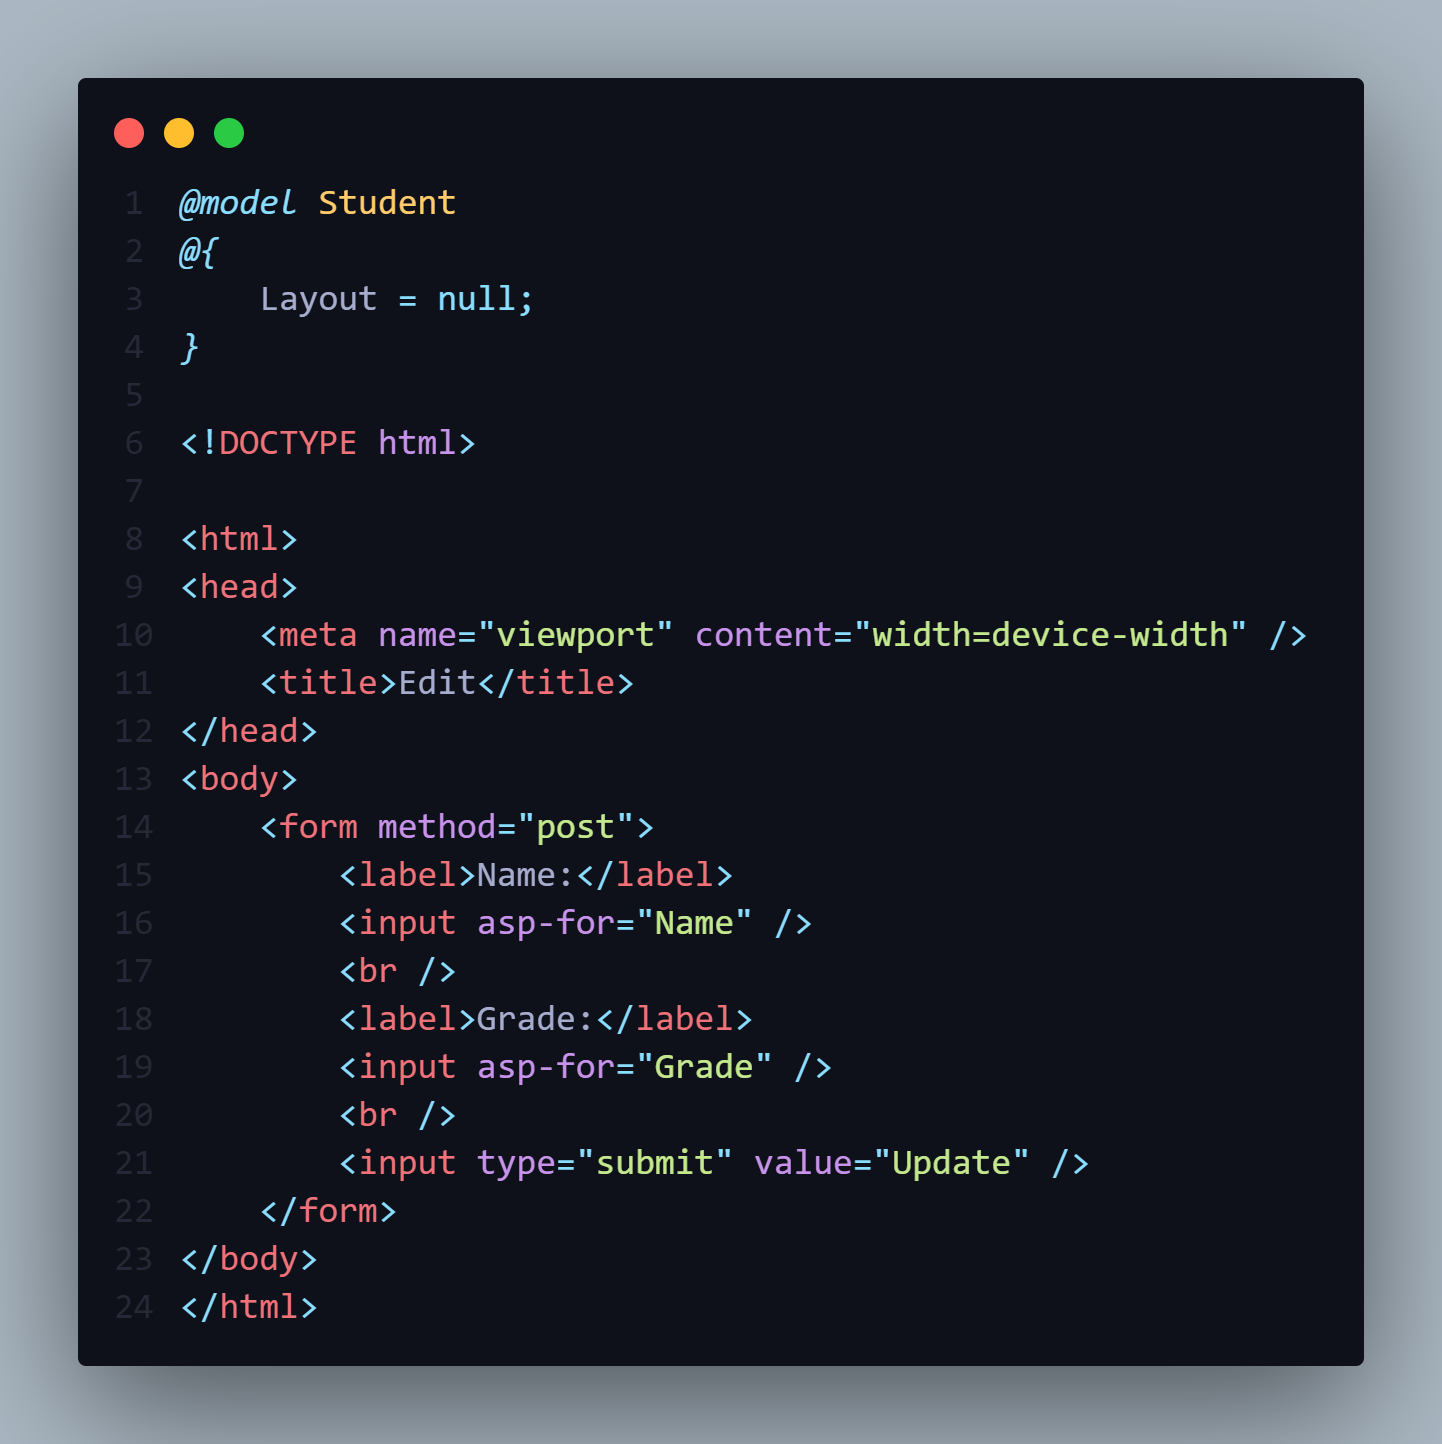 1 @model Student
2 @{
3     Layout = null;
4 }
5
6 <!DOCTYPE html>
7
8 <html>
9 <head>
10     <meta name="viewport" content="width=device-width" />
11     <title>Edit</title>
12 </head>
13 <body>
14     <form method="post">
15         <label>Name:</label>
16         <input asp-for="Name" />
17         <br />
18         <label>Grade:</label>
19         <input asp-for="Grade" />
20         <br />
21         <input type="submit" value="Update" />
22     </form>
23 </body>
24 </html>